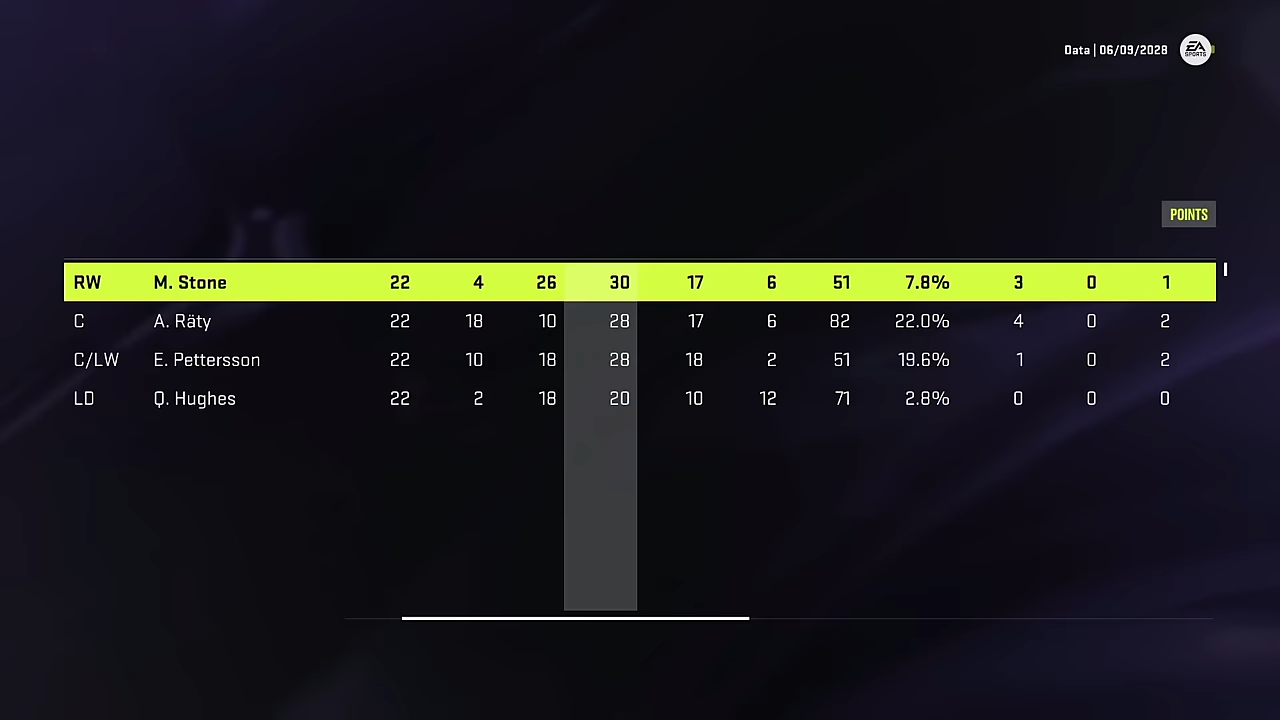 Data | 06/09/2028
EA SPORTS
POINTS
RW M. Stone 22 4 26 30 17 6 51 7.8% 3 0 1
C A. Räty 22 18 10 28 17 6 82 22.0% 4 0 2
C/LW E. Pettersson 22 10 18 28 18 2 51 19.6% 1 0 2
LD Q. Hughes 22 2 18 20 10 12 71 2.8% 0 0 0